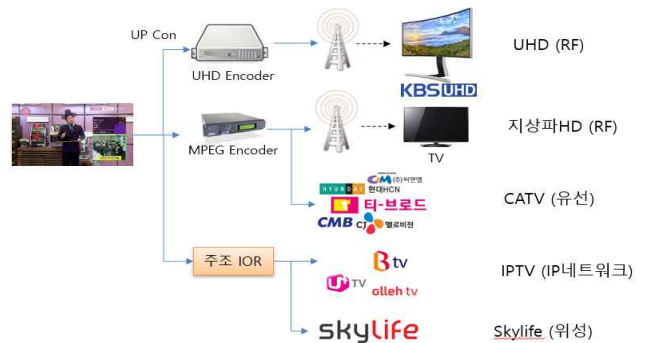 UP Con
UHD Encoder
KBS UHD
UHD (RF)
MPEG Encoder
TV
지상파HD (RF)
C&M (주)씨앤앰
HYUNDAI 현대HCN
티-브로드
CMB CJ 헬로비전
CATV (유선)
주조 IOR
B tv
U+ TV
olleh tv
IPTV (IP네트워크)
skylife
Skylife (위성)